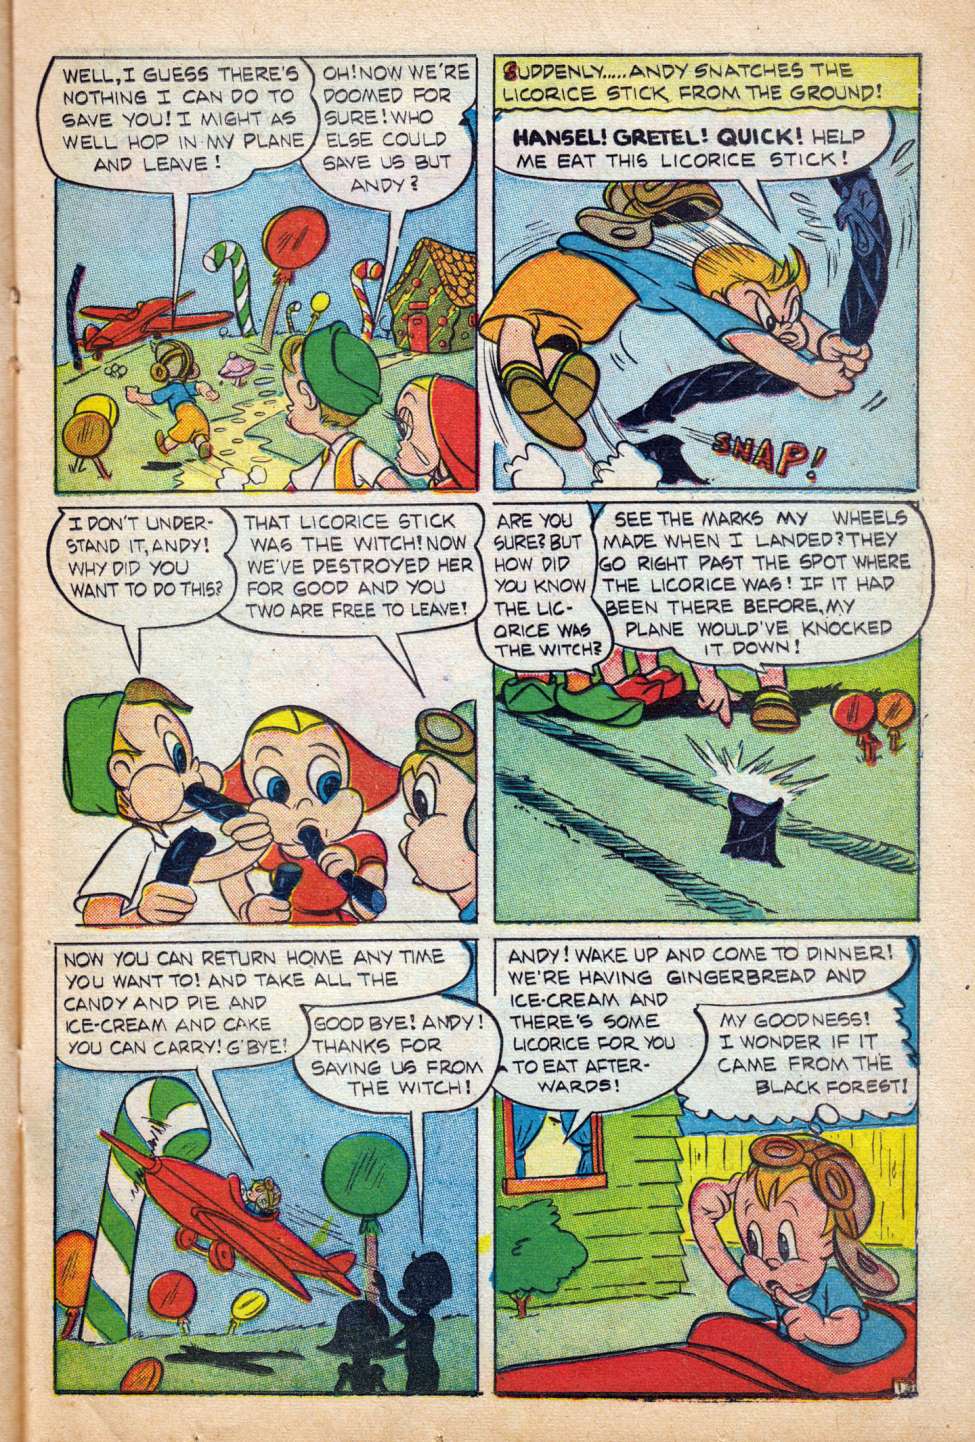 WELL, I GUESS THERE'S
NOTHING I CAN DO TO
SAVE YOU! I MIGHT AS
WELL HOP IN MY PLANE
AND LEAVE!
OH! NOW WE'RE
DOOMED FOR
SURE! WHO
ELSE COULD
SAVE US BUT
ANDY?
SUDDENLY.....ANDY SNATCHES THE
LICORICE STICK FROM THE GROUND!
HANSEL! GRETEL! QUICK! HELP
ME EAT THIS LICORICE STICK!
SNAP!
I DON'T UNDER-
STAND IT, ANDY!
WHY DID YOU
WANT TO DO THIS?
THAT LICORICE STICK
WAS THE WITCH! NOW
WE'VE DESTROYED HER
FOR GOOD AND YOU
TWO ARE FREE TO LEAVE!
ARE YOU
SURE? BUT
HOW DID
YOU KNOW
THE LIC-
ORICE WAS
THE WITCH?
SEE THE MARKS MY WHEELS
MADE WHEN I LANDED? THEY
GO RIGHT PAST THE SPOT WHERE
THE LICORICE WAS! IF IT HAD
BEEN THERE BEFORE, MY
PLANE WOULD'VE KNOCKED
IT DOWN!
NOW YOU CAN RETURN HOME ANY TIME
YOU WANT TO! AND TAKE ALL THE
CANDY AND PIE AND
ICE-CREAM AND CAKE
YOU CAN CARRY! G'BYE!
GOOD BYE! ANDY!
THANKS FOR
SAVING US FROM
THE WITCH!
ANDY! WAKE UP AND COME TO DINNER!
WE'RE HAVING GINGERBREAD AND
ICE-CREAM AND
THERE'S SOME
LICORICE FOR YOU
TO EAT AFTER-
WARDS!
MY GOODNESS!
I WONDER IF IT
CAME FROM THE
BLACK FOREST!